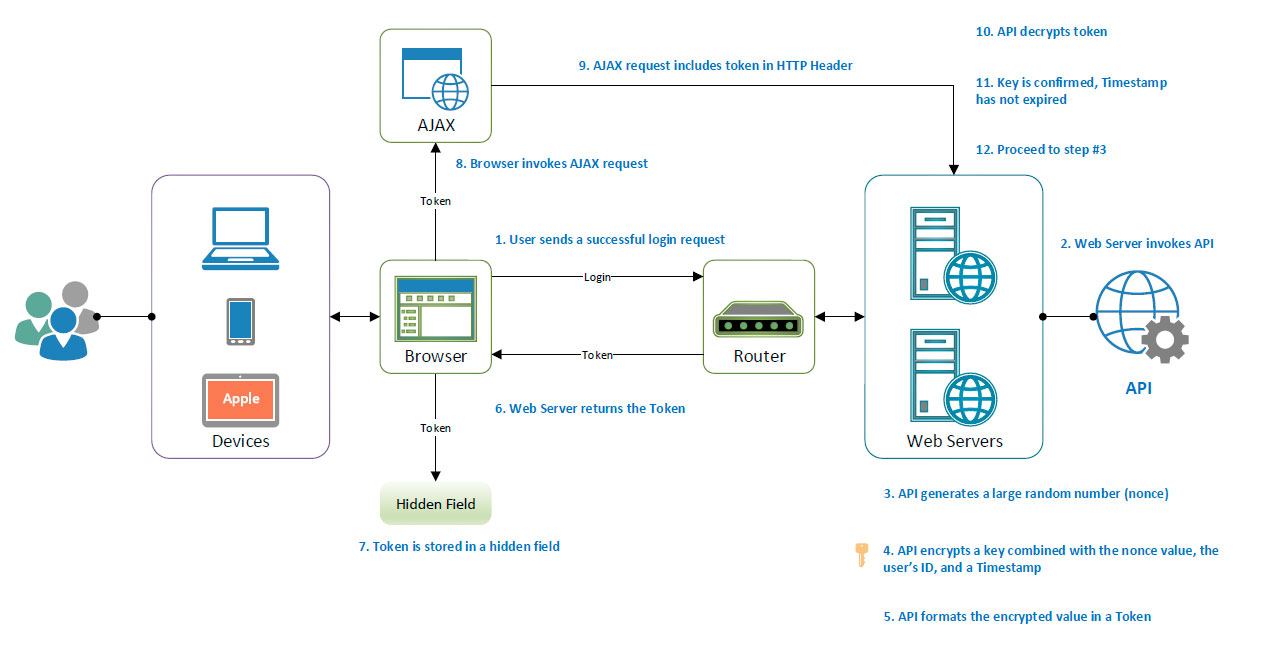 10. API decrypts token
9. AJAX request includes token in HTTP Header
11. Key is confirmed, Timestamp
has not expired
AJAX
12. Proceed to step #3
8. Browser invokes AJAX request
Token
1. User sends a successful login request
2. Web Server invokes API
Login
Browser
Token
Router
API
Apple
Devices
6. Web Server returns the Token
Token
Web Servers
3. API generates a large random number (nonce)
Hidden Field
7. Token is stored in a hidden field
4. API encrypts a key combined with the nonce value, the
user’s ID, and a Timestamp
5. API formats the encrypted value in a Token